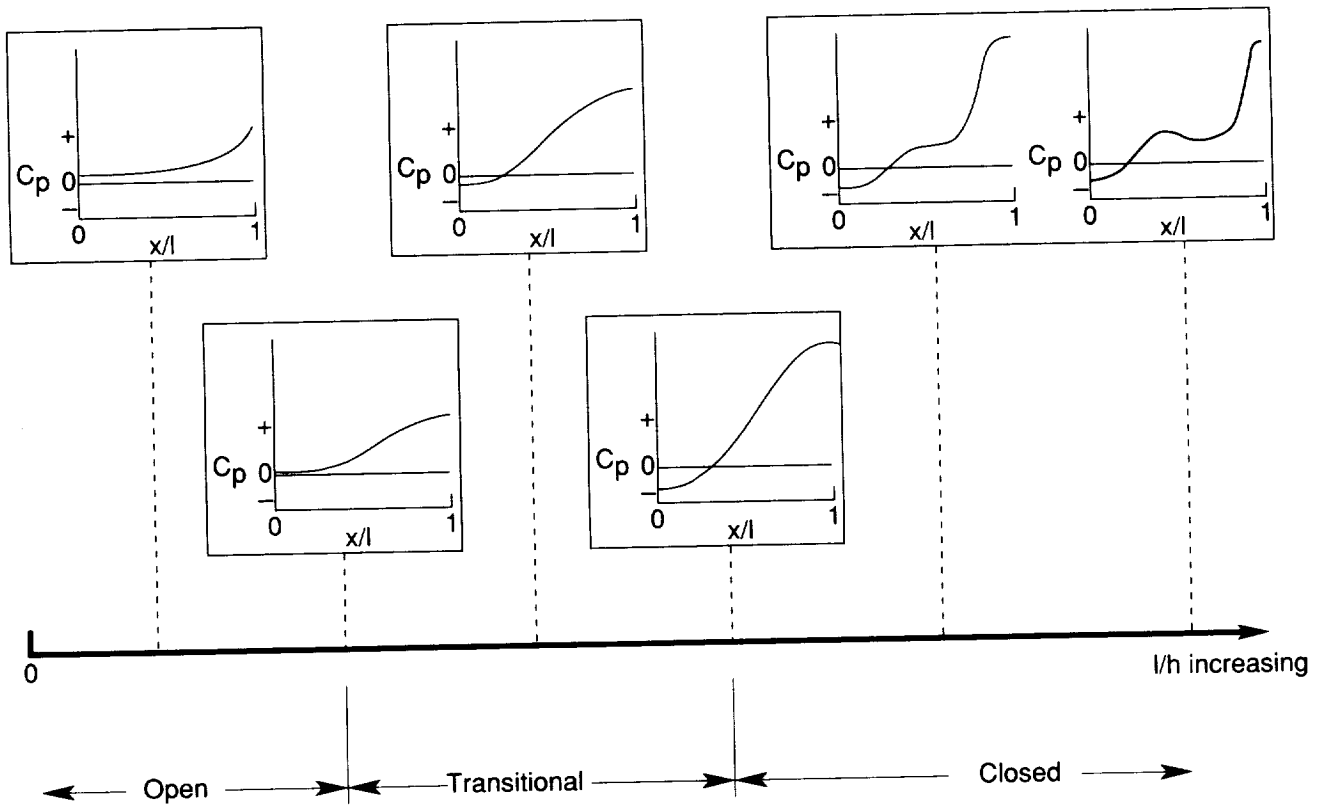 +
Cp 0
−
0 1
x/l
+
Cp 0
−
0 1
x/l
+
Cp 0
−
0 1
x/l
+
Cp 0
−
0 1
x/l
+
Cp 0
−
0 1
x/l
+
Cp 0
−
0 1
x/l
0
l/h increasing
Open
Transitional
Closed